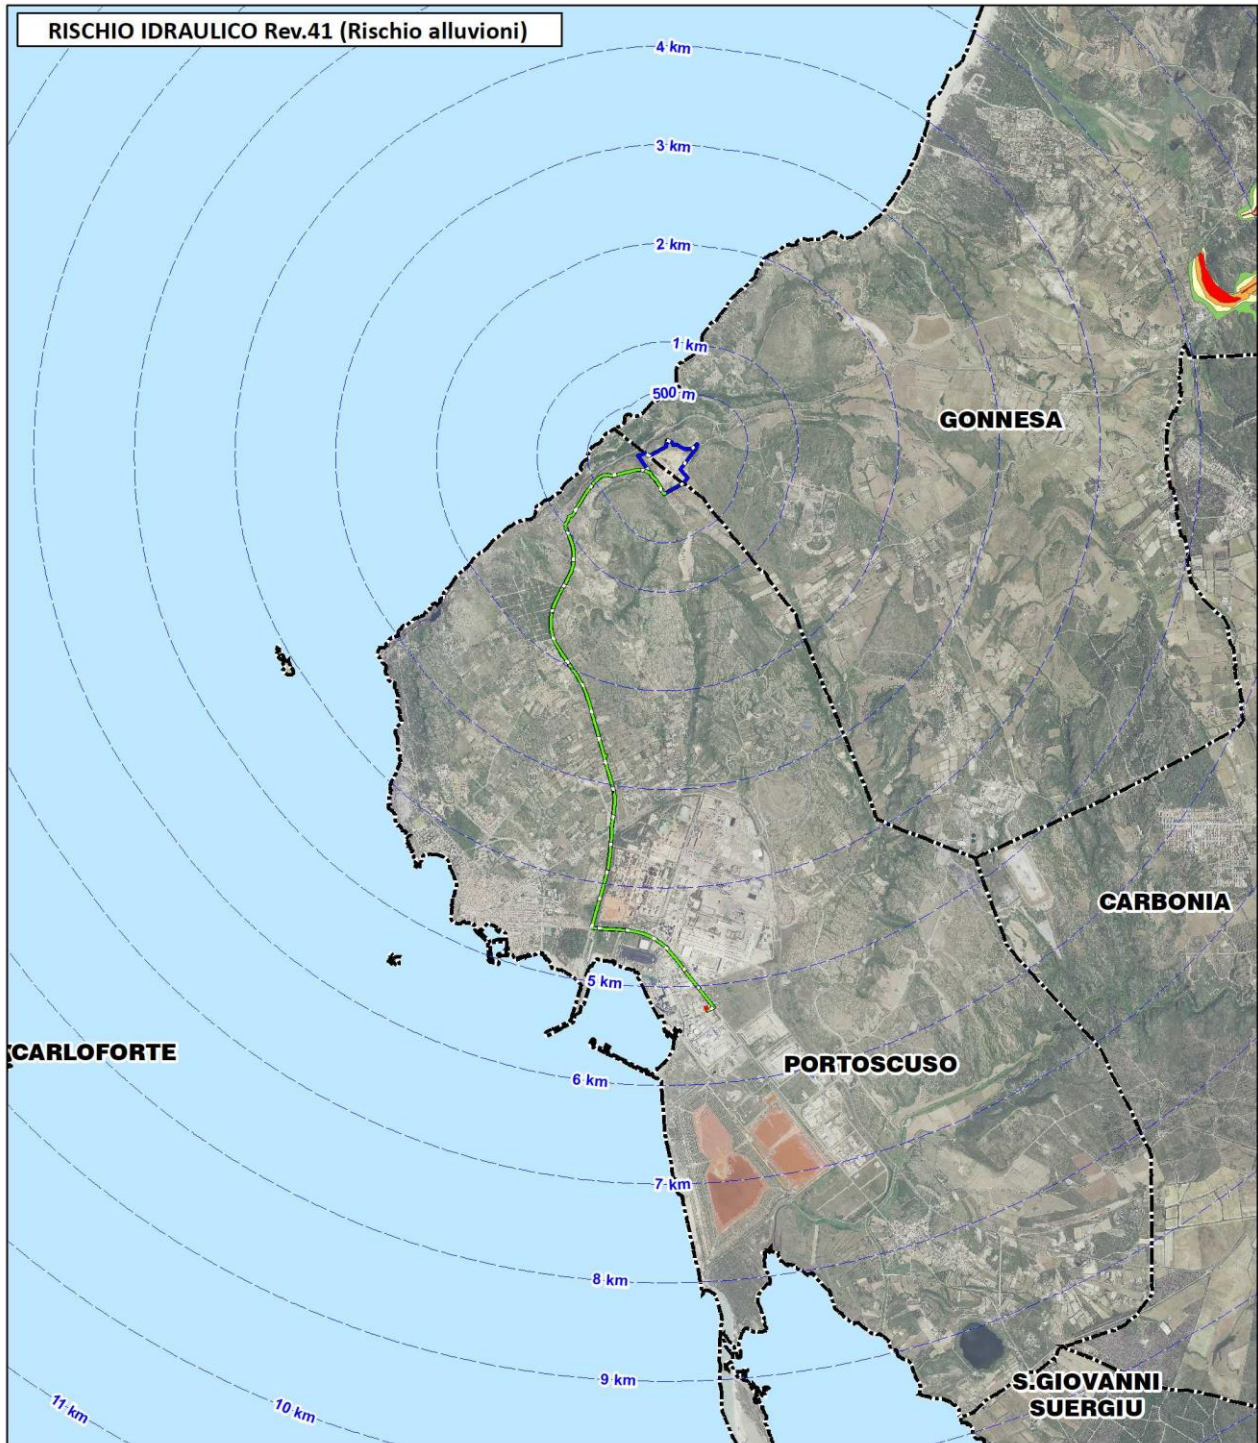 RISCHIO IDRAULICO Rev.41 (Rischio alluvioni)
4 km
3 km
2 km
1 km
500 m
GONNESA
CARBONIA
5 km
CARLOFORTE
PORTOSCUSO
6 km
7 km
8 km
9 km
S.GIOVANNI
SUERGIU
10 km
11 km